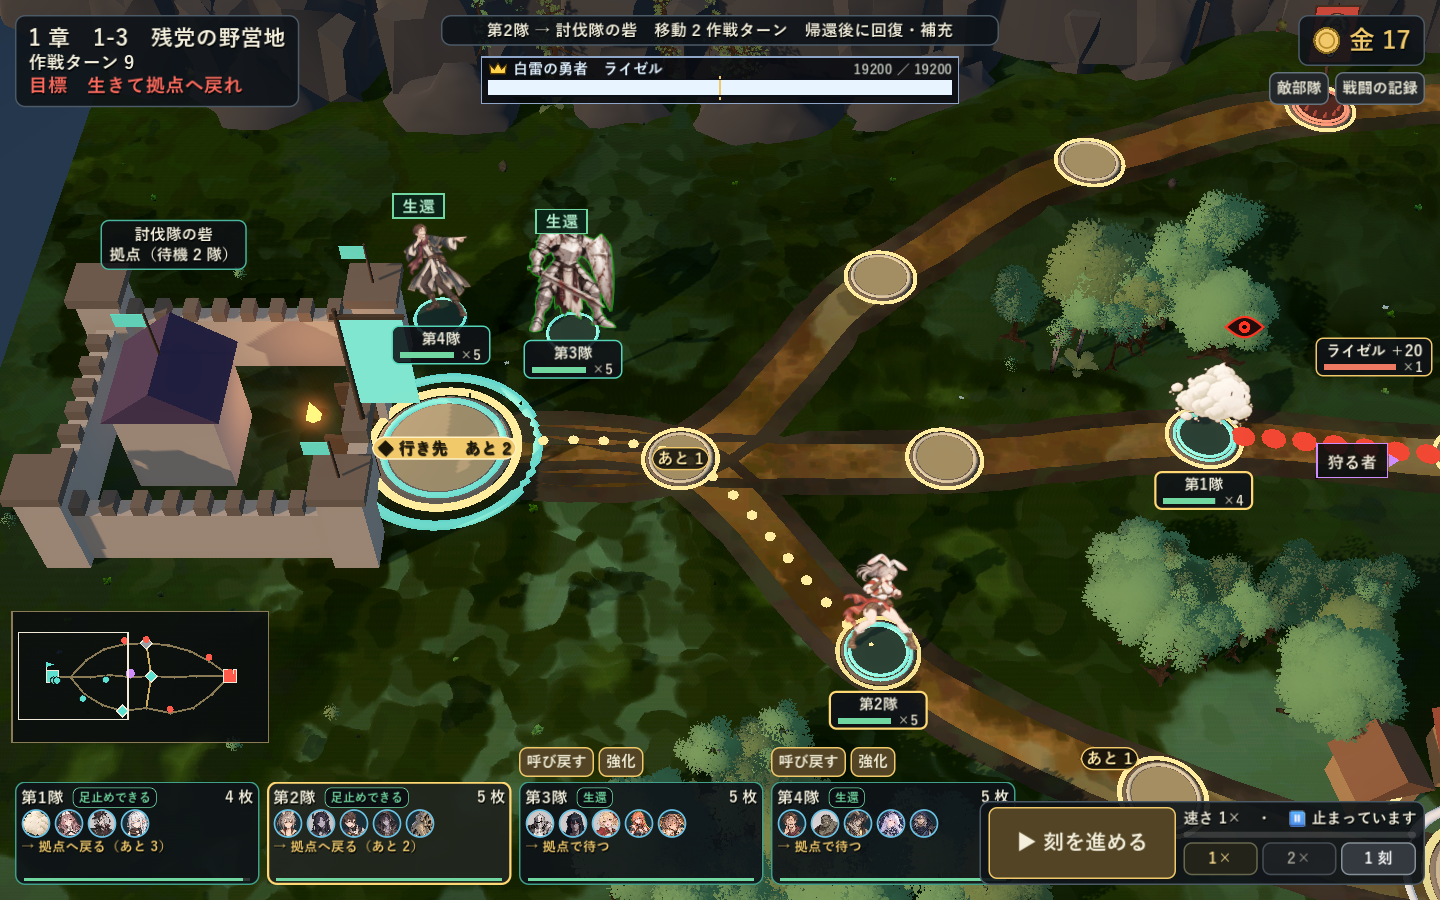 1 章　1-3　残党の野営地
作戦ターン 9
目標　生きて拠点へ戻れ
第2隊 → 討伐隊の砦　移動 2 作戦ターン　帰還後に回復・補充
白雷の勇者　ライゼル　19200 ／ 19200
金 17
敵部隊
戦闘の記録
生還
生還
討伐隊の砦
拠点（待機 2 隊）
第4隊
×5
第3隊
×5
ライゼル +20
×1
◆ 行き先　あと 2
あと 1
狩る者
第1隊
×4
第2隊
×5
あと 1
呼び戻す
強化
呼び戻す
強化
第1隊　足止めできる　4 枚
→ 拠点へ戻る（あと 3）
第2隊　足止めできる　5 枚
→ 拠点へ戻る（あと 2）
第3隊　生還　5 枚
→ 拠点で待つ
第4隊　生還　5 枚
→ 拠点で待つ
▶ 刻を進める
速さ 1×　・　⏸ 止まっています
1×
2×
1 刻